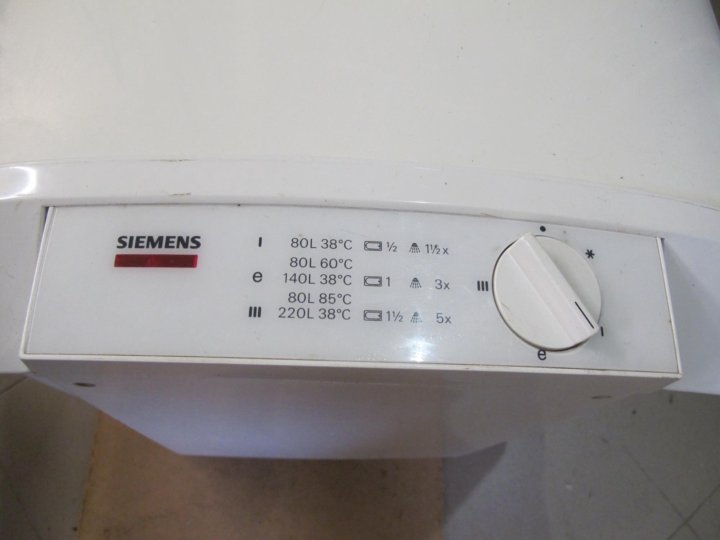 SIEMENS
I 80L 38°C ½ 1½x
80L 60°C
e 140L 38°C 1 3x
80L 85°C
III 220L 38°C 1½ 5x
•
*
III
I
e